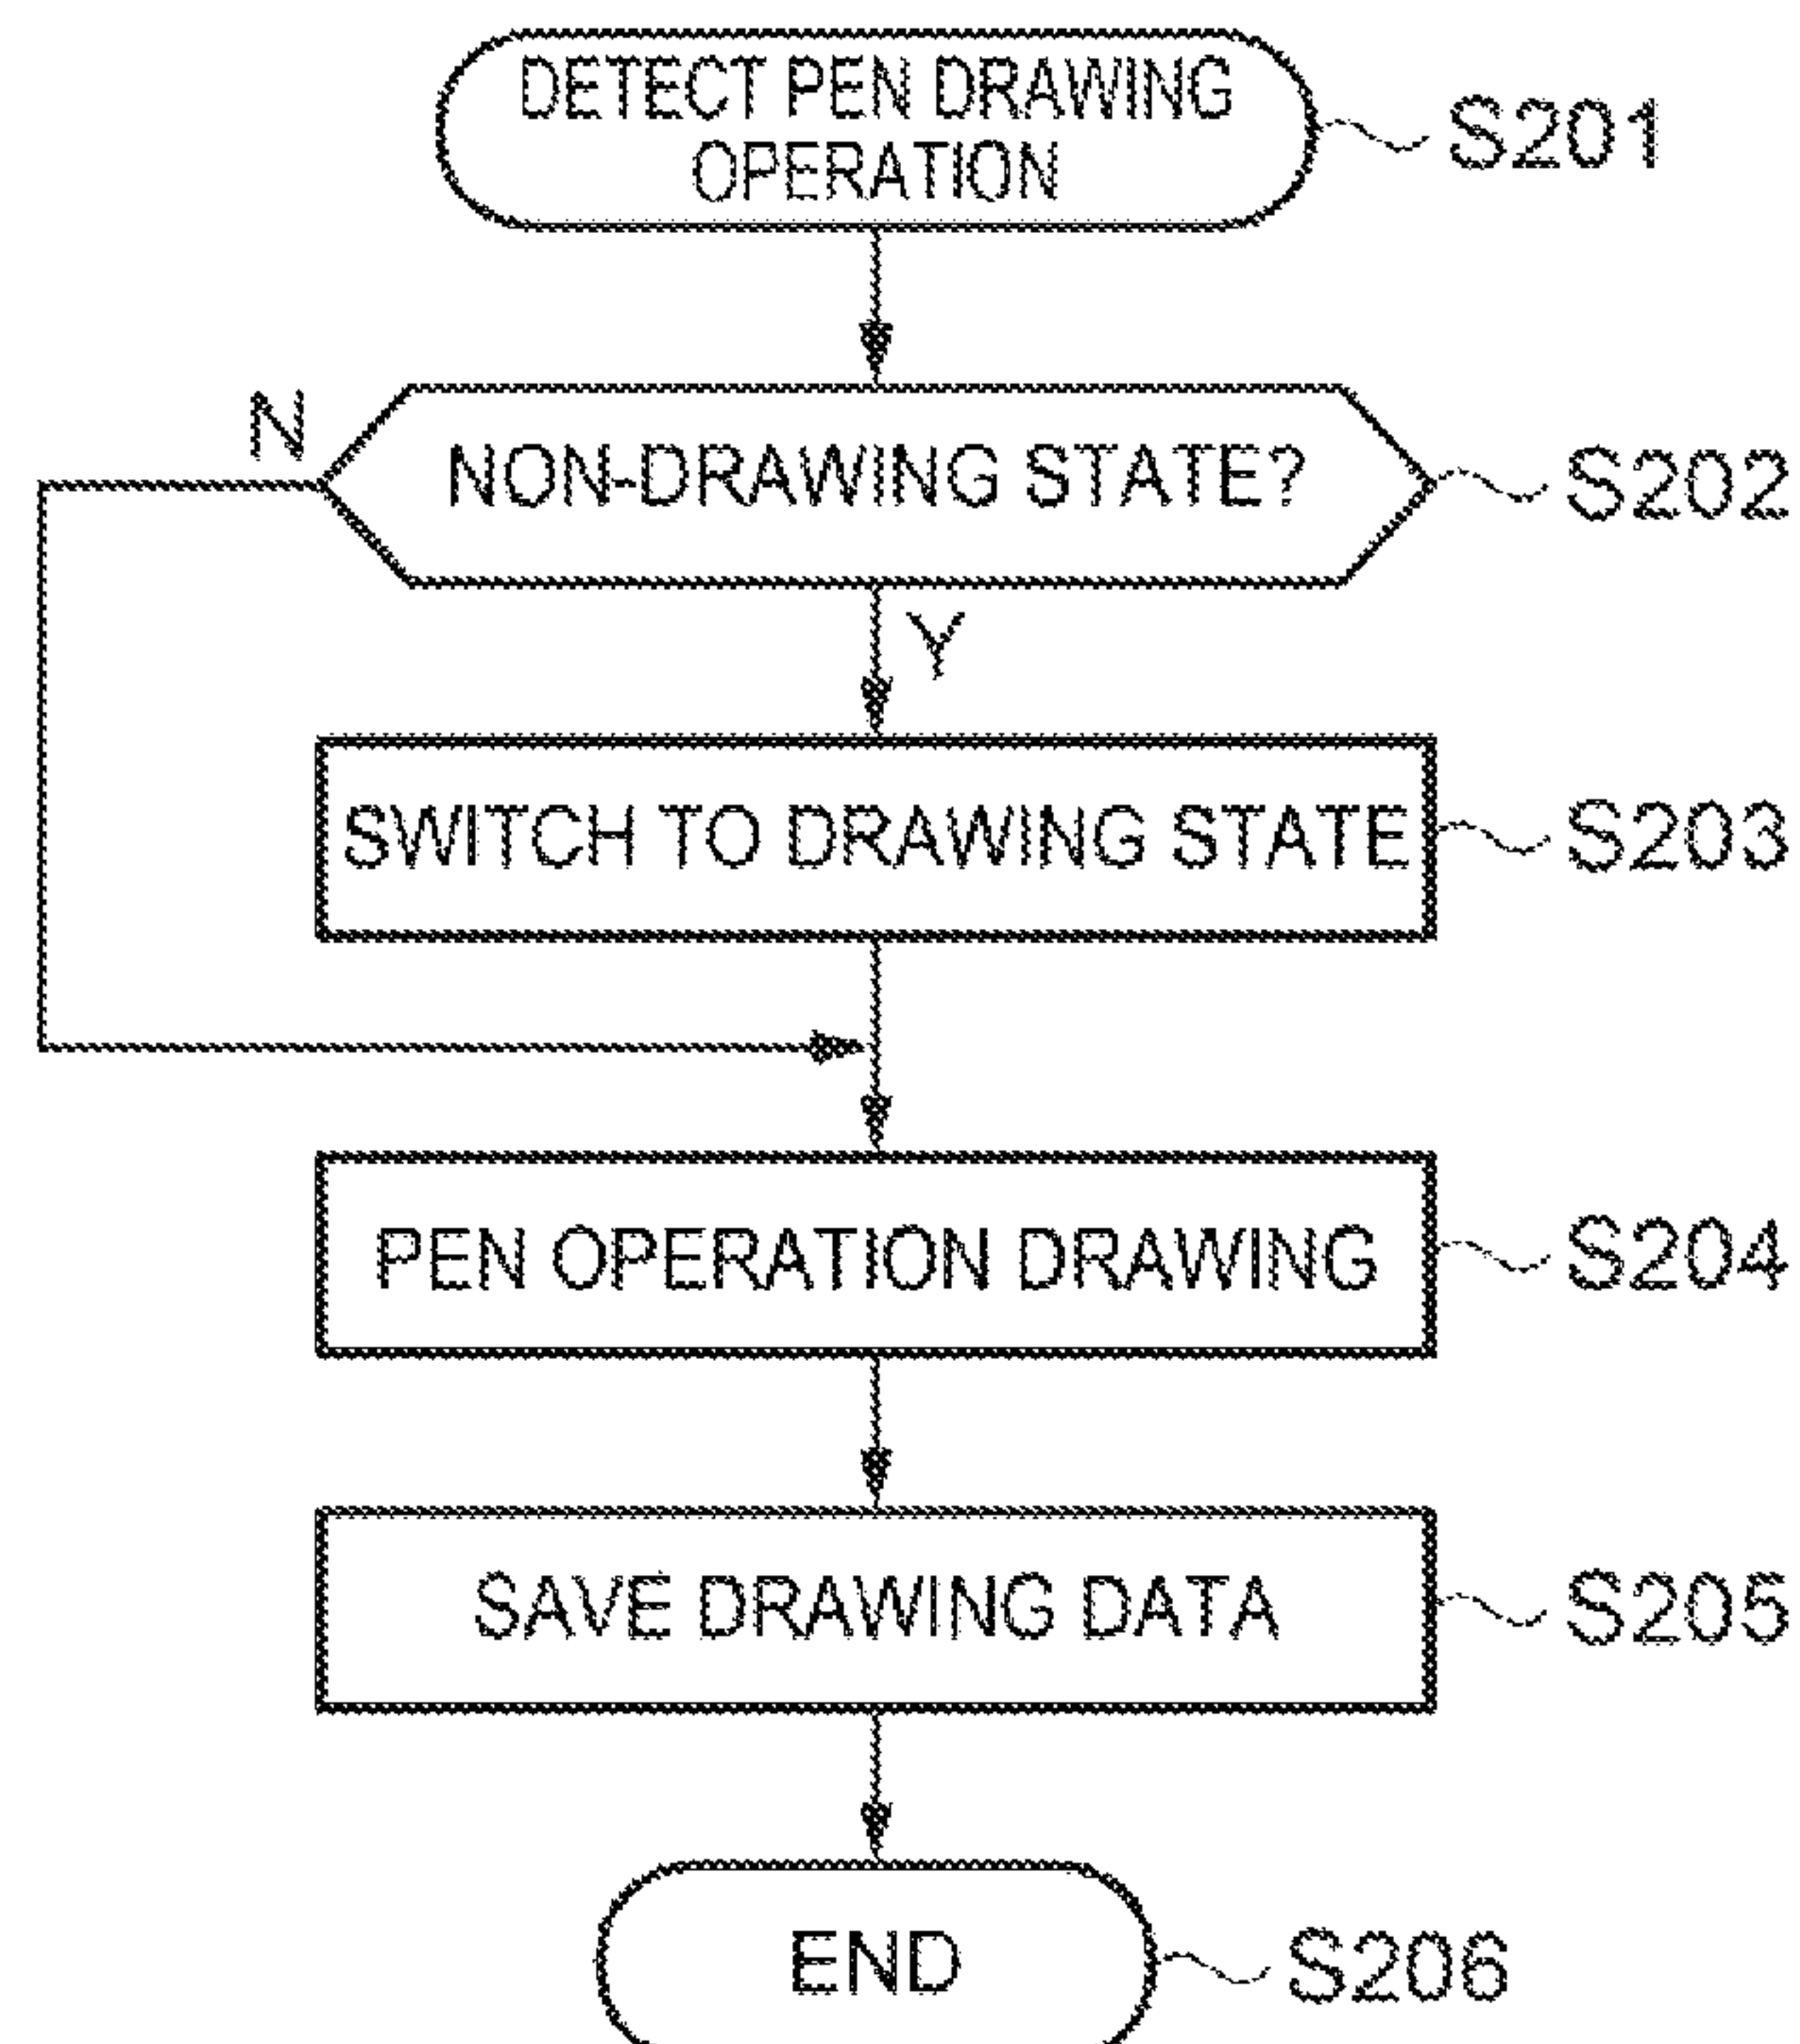 DETECT PEN DRAWING
OPERATION
S201
N
NON-DRAWING STATE?
S202
Y
SWITCH TO DRAWING STATE
S203
PEN OPERATION DRAWING
S204
SAVE DRAWING DATA
S205
END
S206